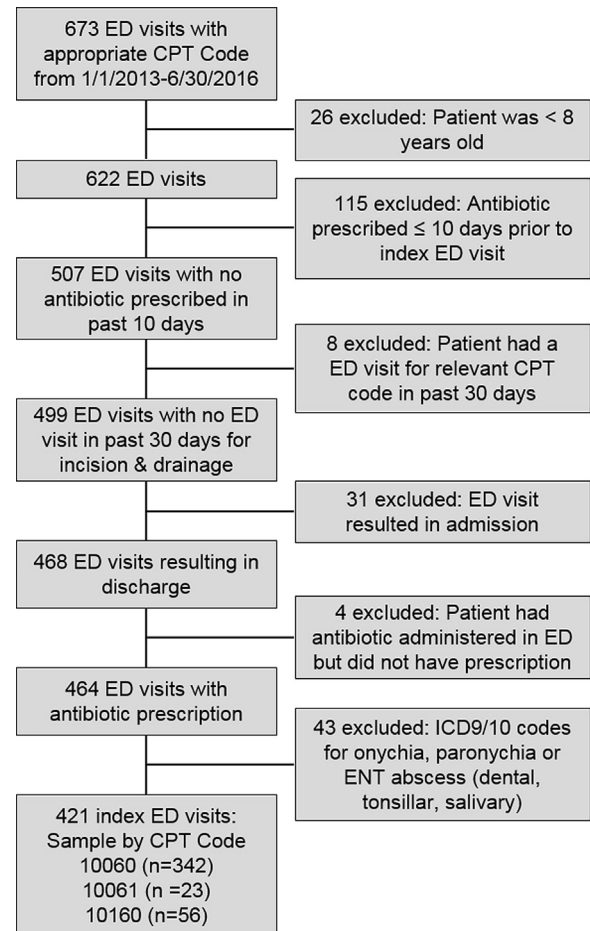 673 ED visits with
appropriate CPT Code
from 1/1/2013-6/30/2016
26 excluded: Patient was < 8
years old
622 ED visits
115 excluded: Antibiotic
prescribed ≤ 10 days prior to
index ED visit
507 ED visits with no
antibiotic prescribed in
past 10 days
8 excluded: Patient had a
ED visit for relevant CPT
code in past 30 days
499 ED visits with no ED
visit in past 30 days for
incision & drainage
31 excluded: ED visit
resulted in admission
468 ED visits resulting in
discharge
4 excluded: Patient had
antibiotic administered in ED
but did not have prescription
464 ED visits with
antibiotic prescription
43 excluded: ICD9/10 codes
for onychia, paronychia or
ENT abscess (dental,
tonsillar, salivary)
421 index ED visits:
Sample by CPT Code
10060 (n=342)
10061 (n =23)
10160 (n=56)